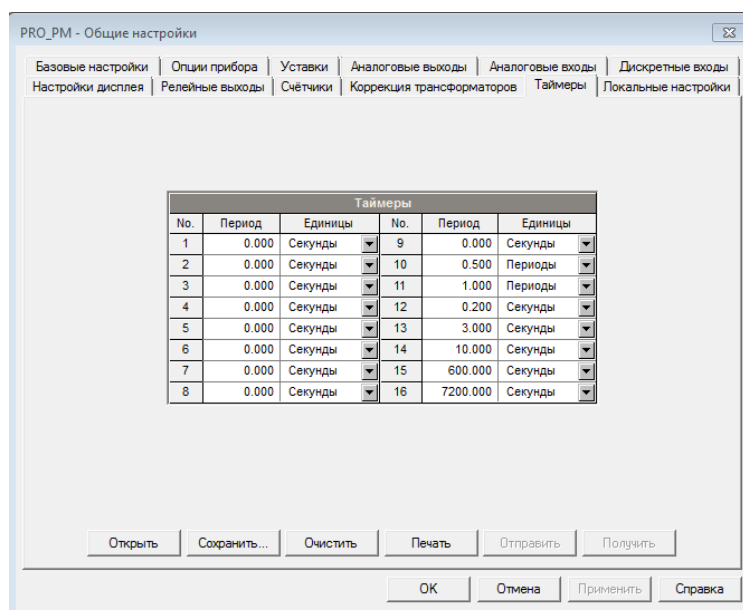 PRO_PM - Общие настройки
Базовые настройки Опции прибора Уставки Аналоговые выходы Аналоговые входы Дискретные входы
Настройки дисплея Релейные выходы Счётчики Коррекция трансформаторов Таймеры Локальные настройки
Таймеры
No. Период Единицы No. Период Единицы
1 0.000 Секунды 9 0.000 Секунды
2 0.000 Секунды 10 0.500 Периоды
3 0.000 Секунды 11 1.000 Периоды
4 0.000 Секунды 12 0.200 Секунды
5 0.000 Секунды 13 3.000 Секунды
6 0.000 Секунды 14 10.000 Секунды
7 0.000 Секунды 15 600.000 Секунды
8 0.000 Секунды 16 7200.000 Секунды
Открыть Сохранить... Очистить Печать Отправить Получить
OK Отмена Применить Справка